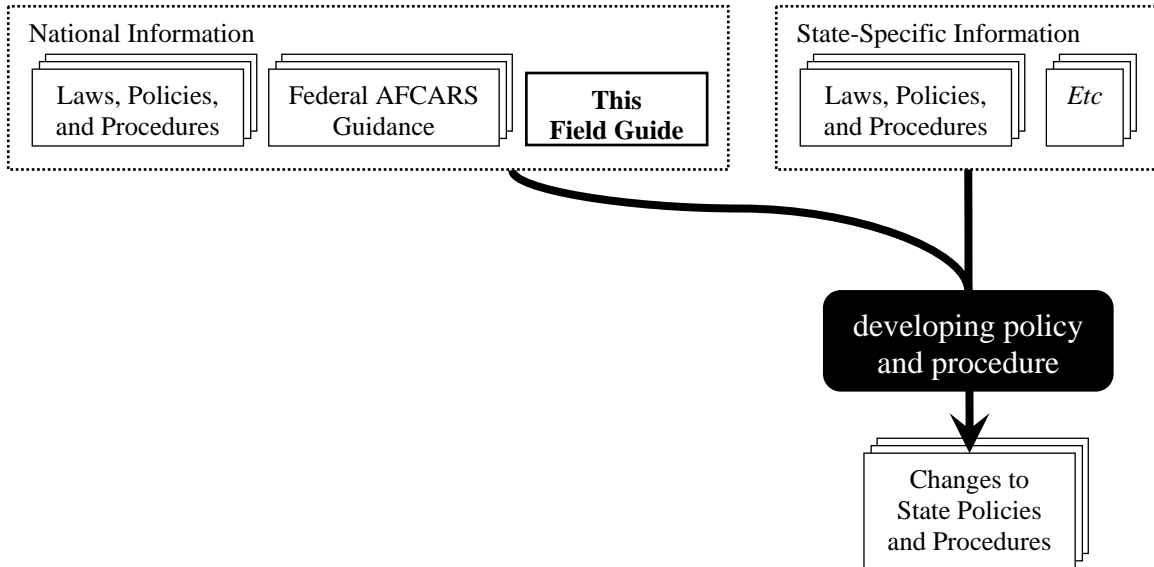 National Information
Laws, Policies,
and Procedures
Federal AFCARS
Guidance
This
Field Guide
State-Specific Information
Laws, Policies,
and Procedures
Etc
developing policy
and procedure
Changes to
State Policies
and Procedures